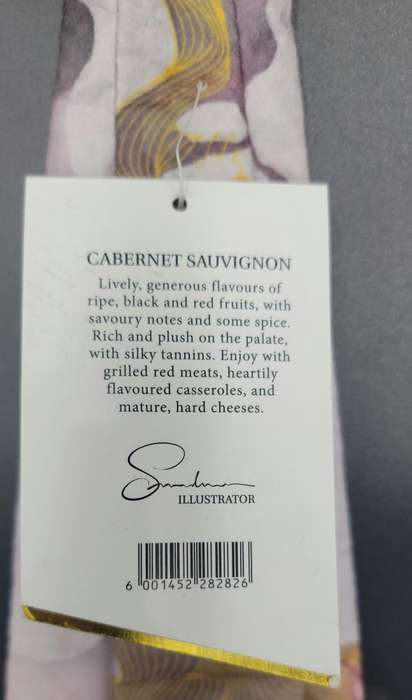 CABERNET SAUVIGNON
Lively, generous flavours of
ripe, black and red fruits, with
savoury notes and some spice.
Rich and plush on the palate,
with silky tannins. Enjoy with
grilled red meats, heartily
flavoured casseroles, and
mature, hard cheeses.
ILLUSTRATOR
6 001452 282826